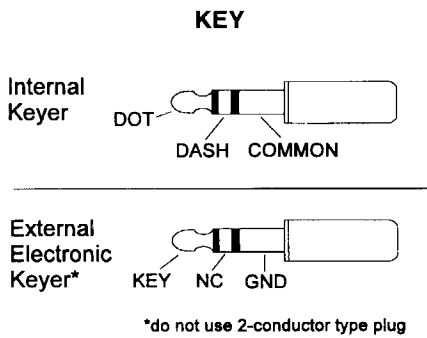 KEY
Internal
Keyer
DOT
DASH COMMON
External
Electronic
Keyer*
KEY NC GND
*do not use 2-conductor type plug